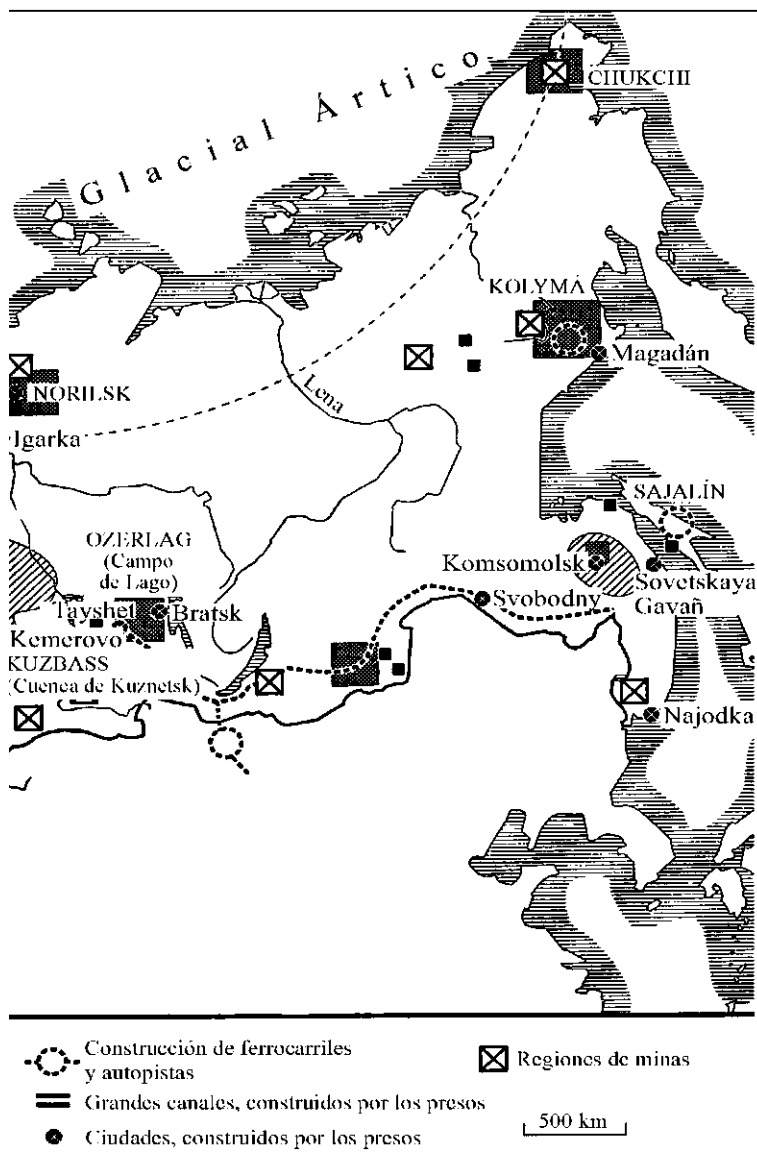 Glacial Ártico
CHUKCHI
KOLYMÁ
Magadán
NORILSK
Igarka
Lena
SAJALÍN
OZERLAG
(Campo
de Lago)
Komsomolsk
Sovetskaya
Gavañ
Tayshet
Bratsk
Svobodny
Kemerovo
KUZBASS
(Cuenca de Kuznetsk)
Najodka
Construcción de ferrocarriles
y autopistas
Regiones de minas
Grandes canales, construidos por los presos
500 km
Ciudades, construidos por los presos